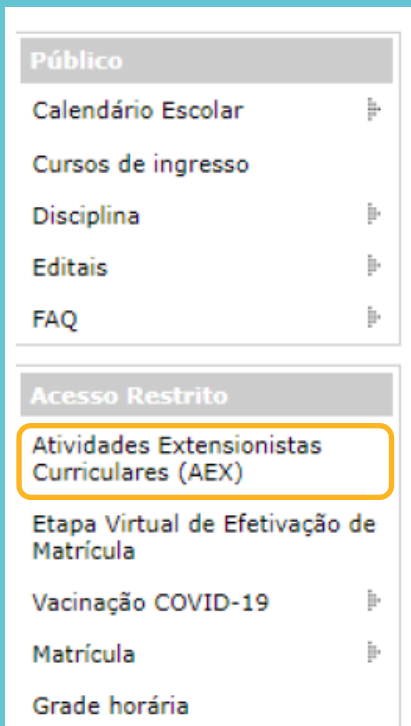 Público
Calendário Escolar
Cursos de ingresso
Disciplina
Editais
FAQ
Acesso Restrito
Atividades Extensionistas
Curriculares (AEX)
Etapa Virtual de Efetivação de
Matrícula
Vacinação COVID-19
Matrícula
Grade horária